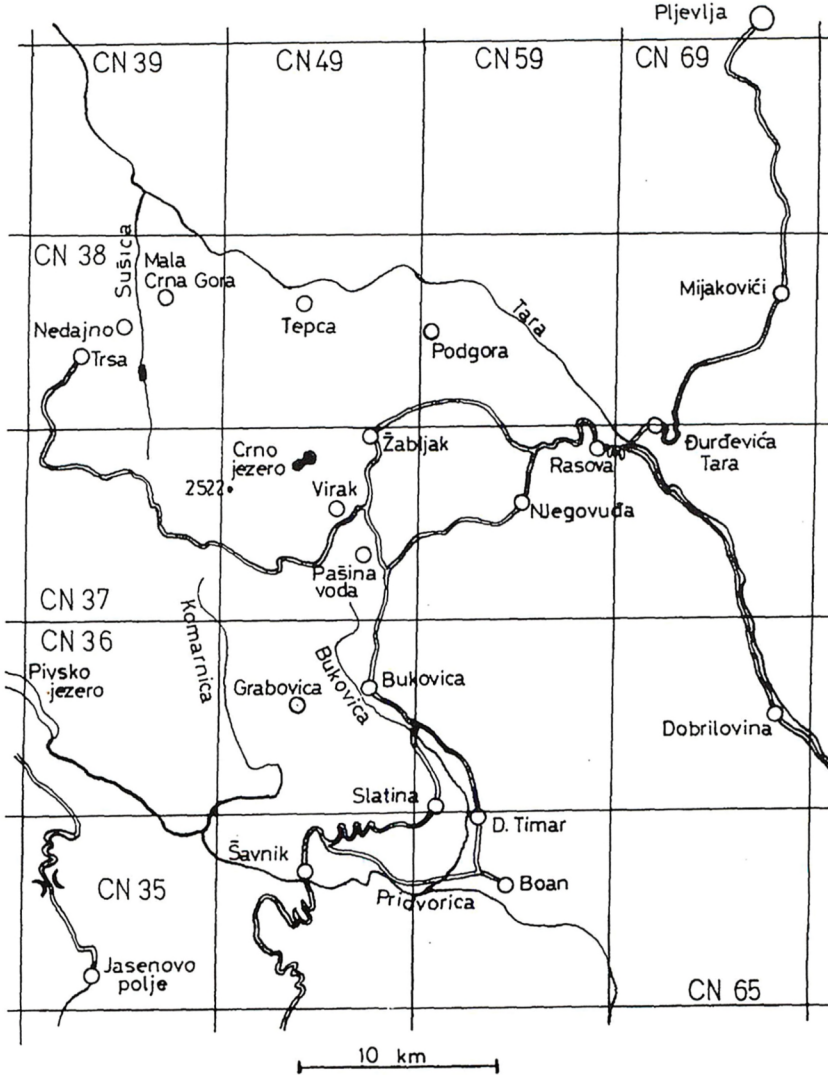 Pljevlja
CN 39
CN 49
CN 59
CN 69
CN 38
Sušica
Mala
Crna Gora
Nedajno
Trsa
Tepca
Tara
Podgora
Mijakovići
Crno
jezero
2522
Žabljak
Virak
Rasova
Đurđevića
Tara
Njegovuđa
Pašina
voda
CN 37
CN 36
Komarnica
Pivsko
jezero
Grabovica
Bukovica
Bukovica
Dobrilovina
Slatina
D. Timar
Šavnik
CN 35
Pridvorica
Boan
Jasenovo
polje
CN 65
10 km